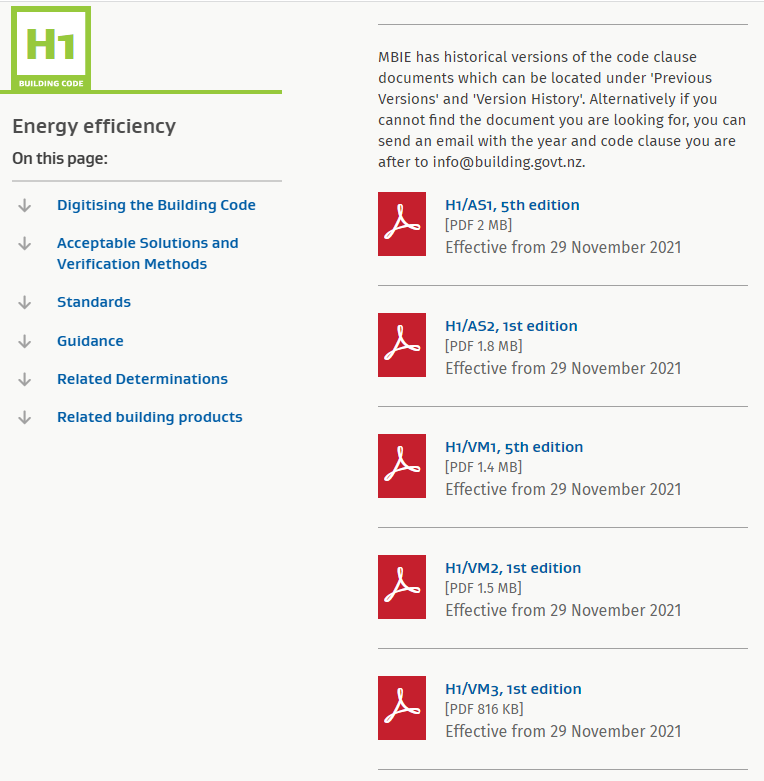 H1
BUILDING CODE
Energy efficiency
On this page:
Digitising the Building Code
Acceptable Solutions and
Verification Methods
Standards
Guidance
Related Determinations
Related building products
MBIE has historical versions of the code clause
documents which can be located under 'Previous
Versions' and 'Version History'. Alternatively if you
cannot find the document you are looking for, you can
send an email with the year and code clause you are
after to info@building.govt.nz.
H1/AS1, 5th edition
[PDF 2 MB]
Effective from 29 November 2021
H1/AS2, 1st edition
[PDF 1.8 MB]
Effective from 29 November 2021
H1/VM1, 5th edition
[PDF 1.4 MB]
Effective from 29 November 2021
H1/VM2, 1st edition
[PDF 1.5 MB]
Effective from 29 November 2021
H1/VM3, 1st edition
[PDF 816 KB]
Effective from 29 November 2021